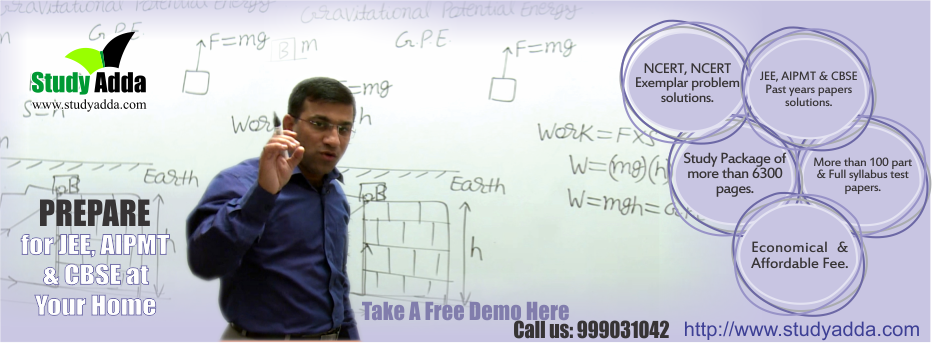 Gravitational Potential Energy
Gravitational Potential Energy
G.P.E.
G.P.E.
F=mg
B m
F=mg
=mg
h
S=h
Work
Work = F×S
W=(mg)(h
W=mgh=
Earth
Earth
B
B
h
h
Study Adda
www.studyadda.com
PREPARE
for JEE, AIPMT
& CBSE at
Your Home
NCERT, NCERT
Exemplar problem
solutions.
JEE, AIPMT & CBSE
Past years papers
solutions.
Study Package of
more than 6300
pages.
More than 100 part
& Full syllabus test
papers.
Economical &
Affordable Fee.
Take A Free Demo Here
Call us: 999031042
http://www.studyadda.com